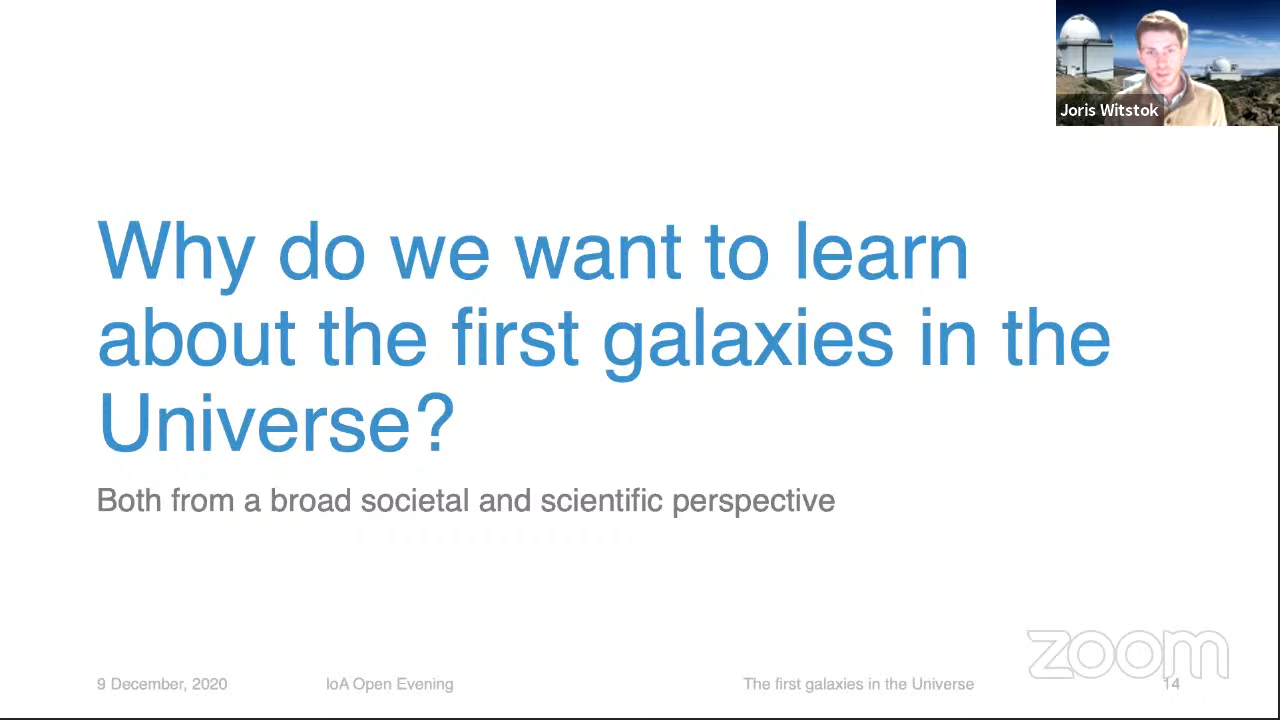 Joris Witstok
Why do we want to learn
about the first galaxies in the
Universe?
Both from a broad societal and scientific perspective
zoom
9 December, 2020 IoA Open Evening The first galaxies in the Universe 14